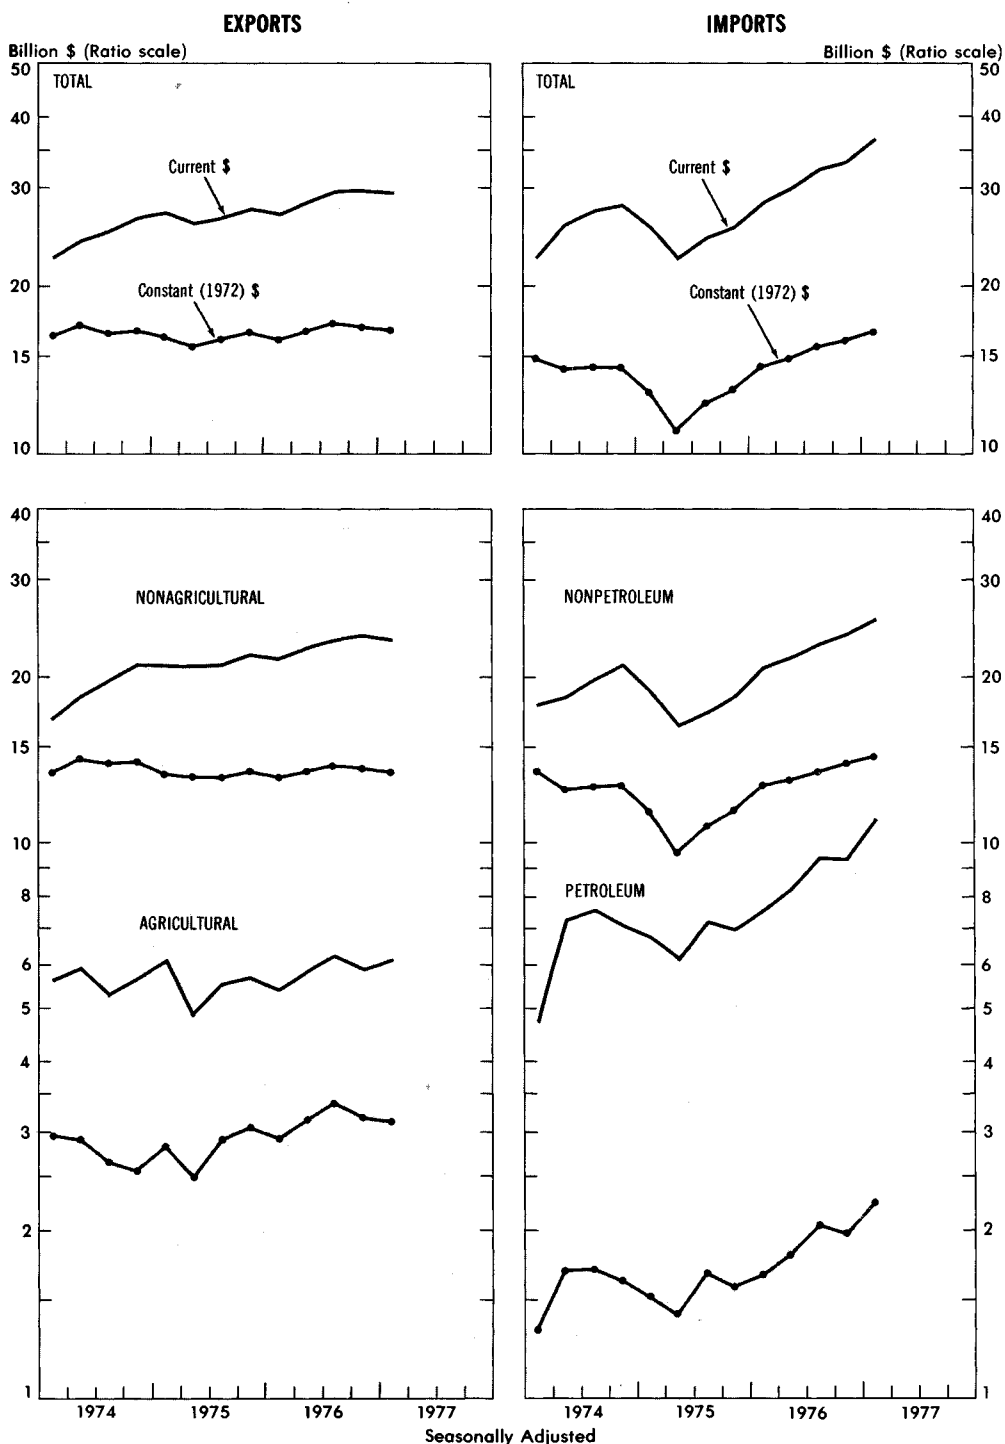 EXPORTS
IMPORTS
Billion $ (Ratio scale)
Billion $ (Ratio scale)
50
TOTAL
TOTAL
50
40
40
Current $
Current $
30
30
20
Constant (1972) $
Constant (1972) $
20
15
15
10
10
40
40
30
NONAGRICULTURAL
NONPETROLEUM
30
20
20
15
15
10
10
8
PETROLEUM
8
AGRICULTURAL
6
6
5
5
4
4
3
3
2
2
1
1
1974
1975
1976
1977
1974
1975
1976
1977
Seasonally Adjusted